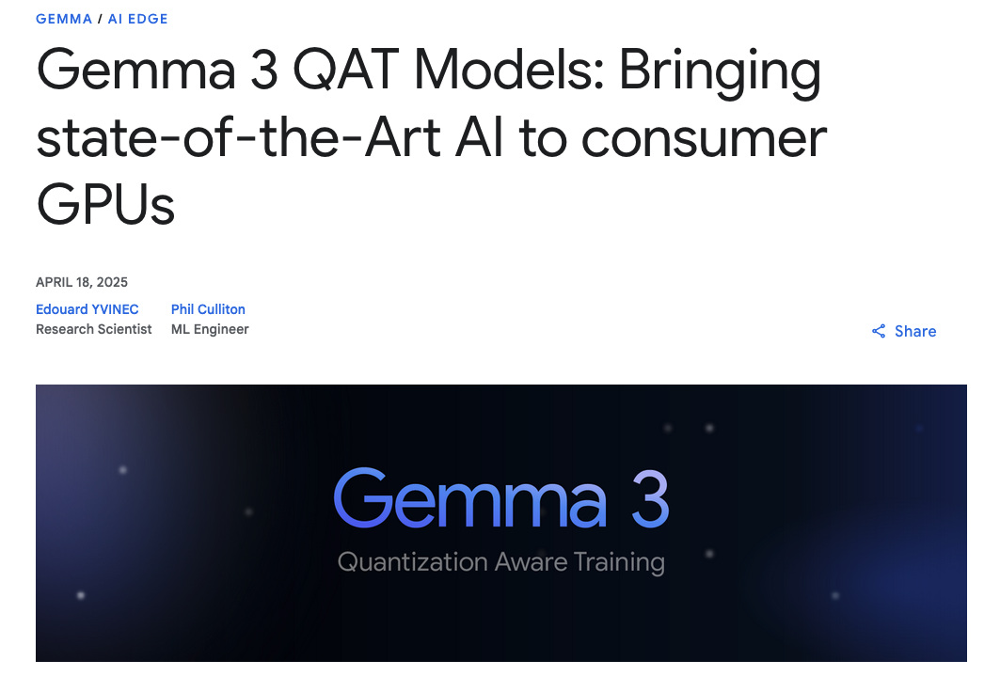 GEMMA / AI EDGE
Gemma 3 QAT Models: Bringing
state-of-the-Art AI to consumer
GPUs
APRIL 18, 2025
Edouard YVINEC Phil Culliton
Research Scientist ML Engineer
Share
Gemma 3
Quantization Aware Training